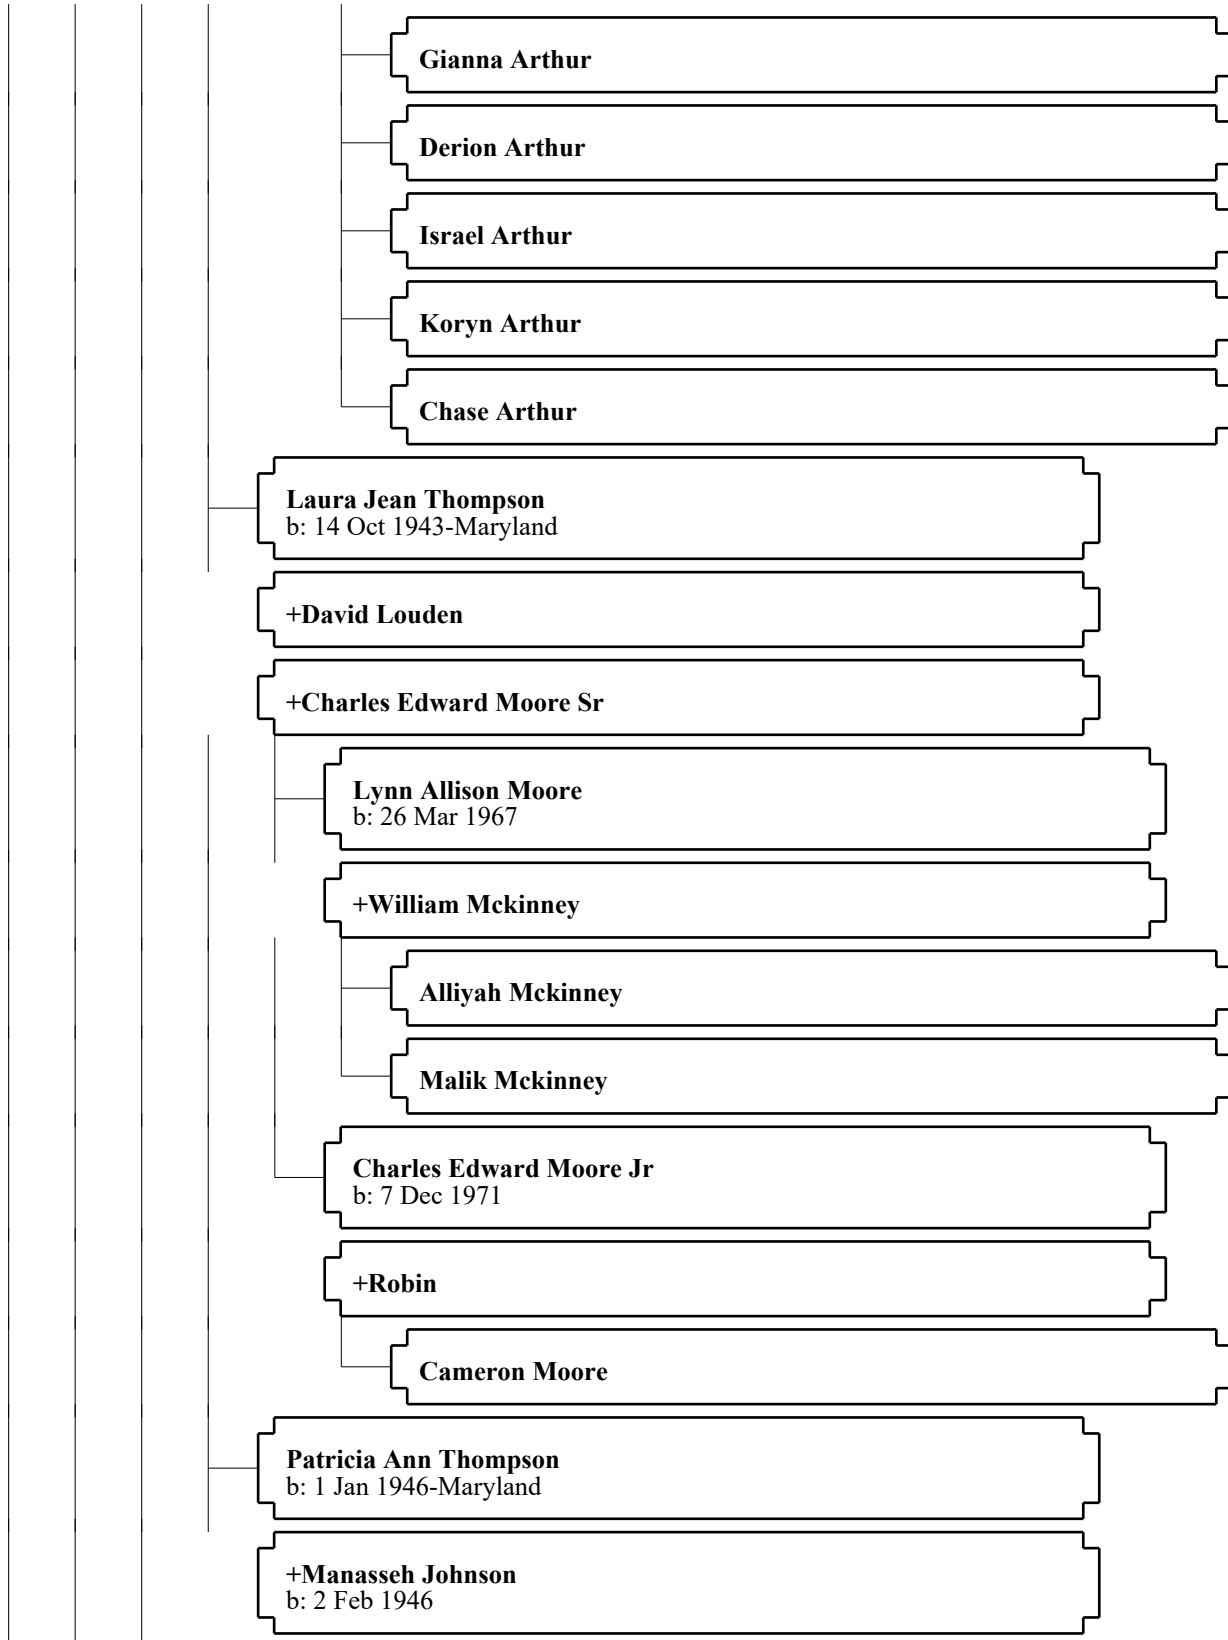 Gianna Arthur
Derion Arthur
Israel Arthur
Koryn Arthur
Chase Arthur
Laura Jean Thompson
b: 14 Oct 1943-Maryland
+David Louden
+Charles Edward Moore Sr
Lynn Allison Moore
b: 26 Mar 1967
+William Mckinney
Alliyah Mckinney
Malik Mckinney
Charles Edward Moore Jr
b: 7 Dec 1971
+Robin
Cameron Moore
Patricia Ann Thompson
b: 1 Jan 1946-Maryland
+Manasseh Johnson
b: 2 Feb 1946